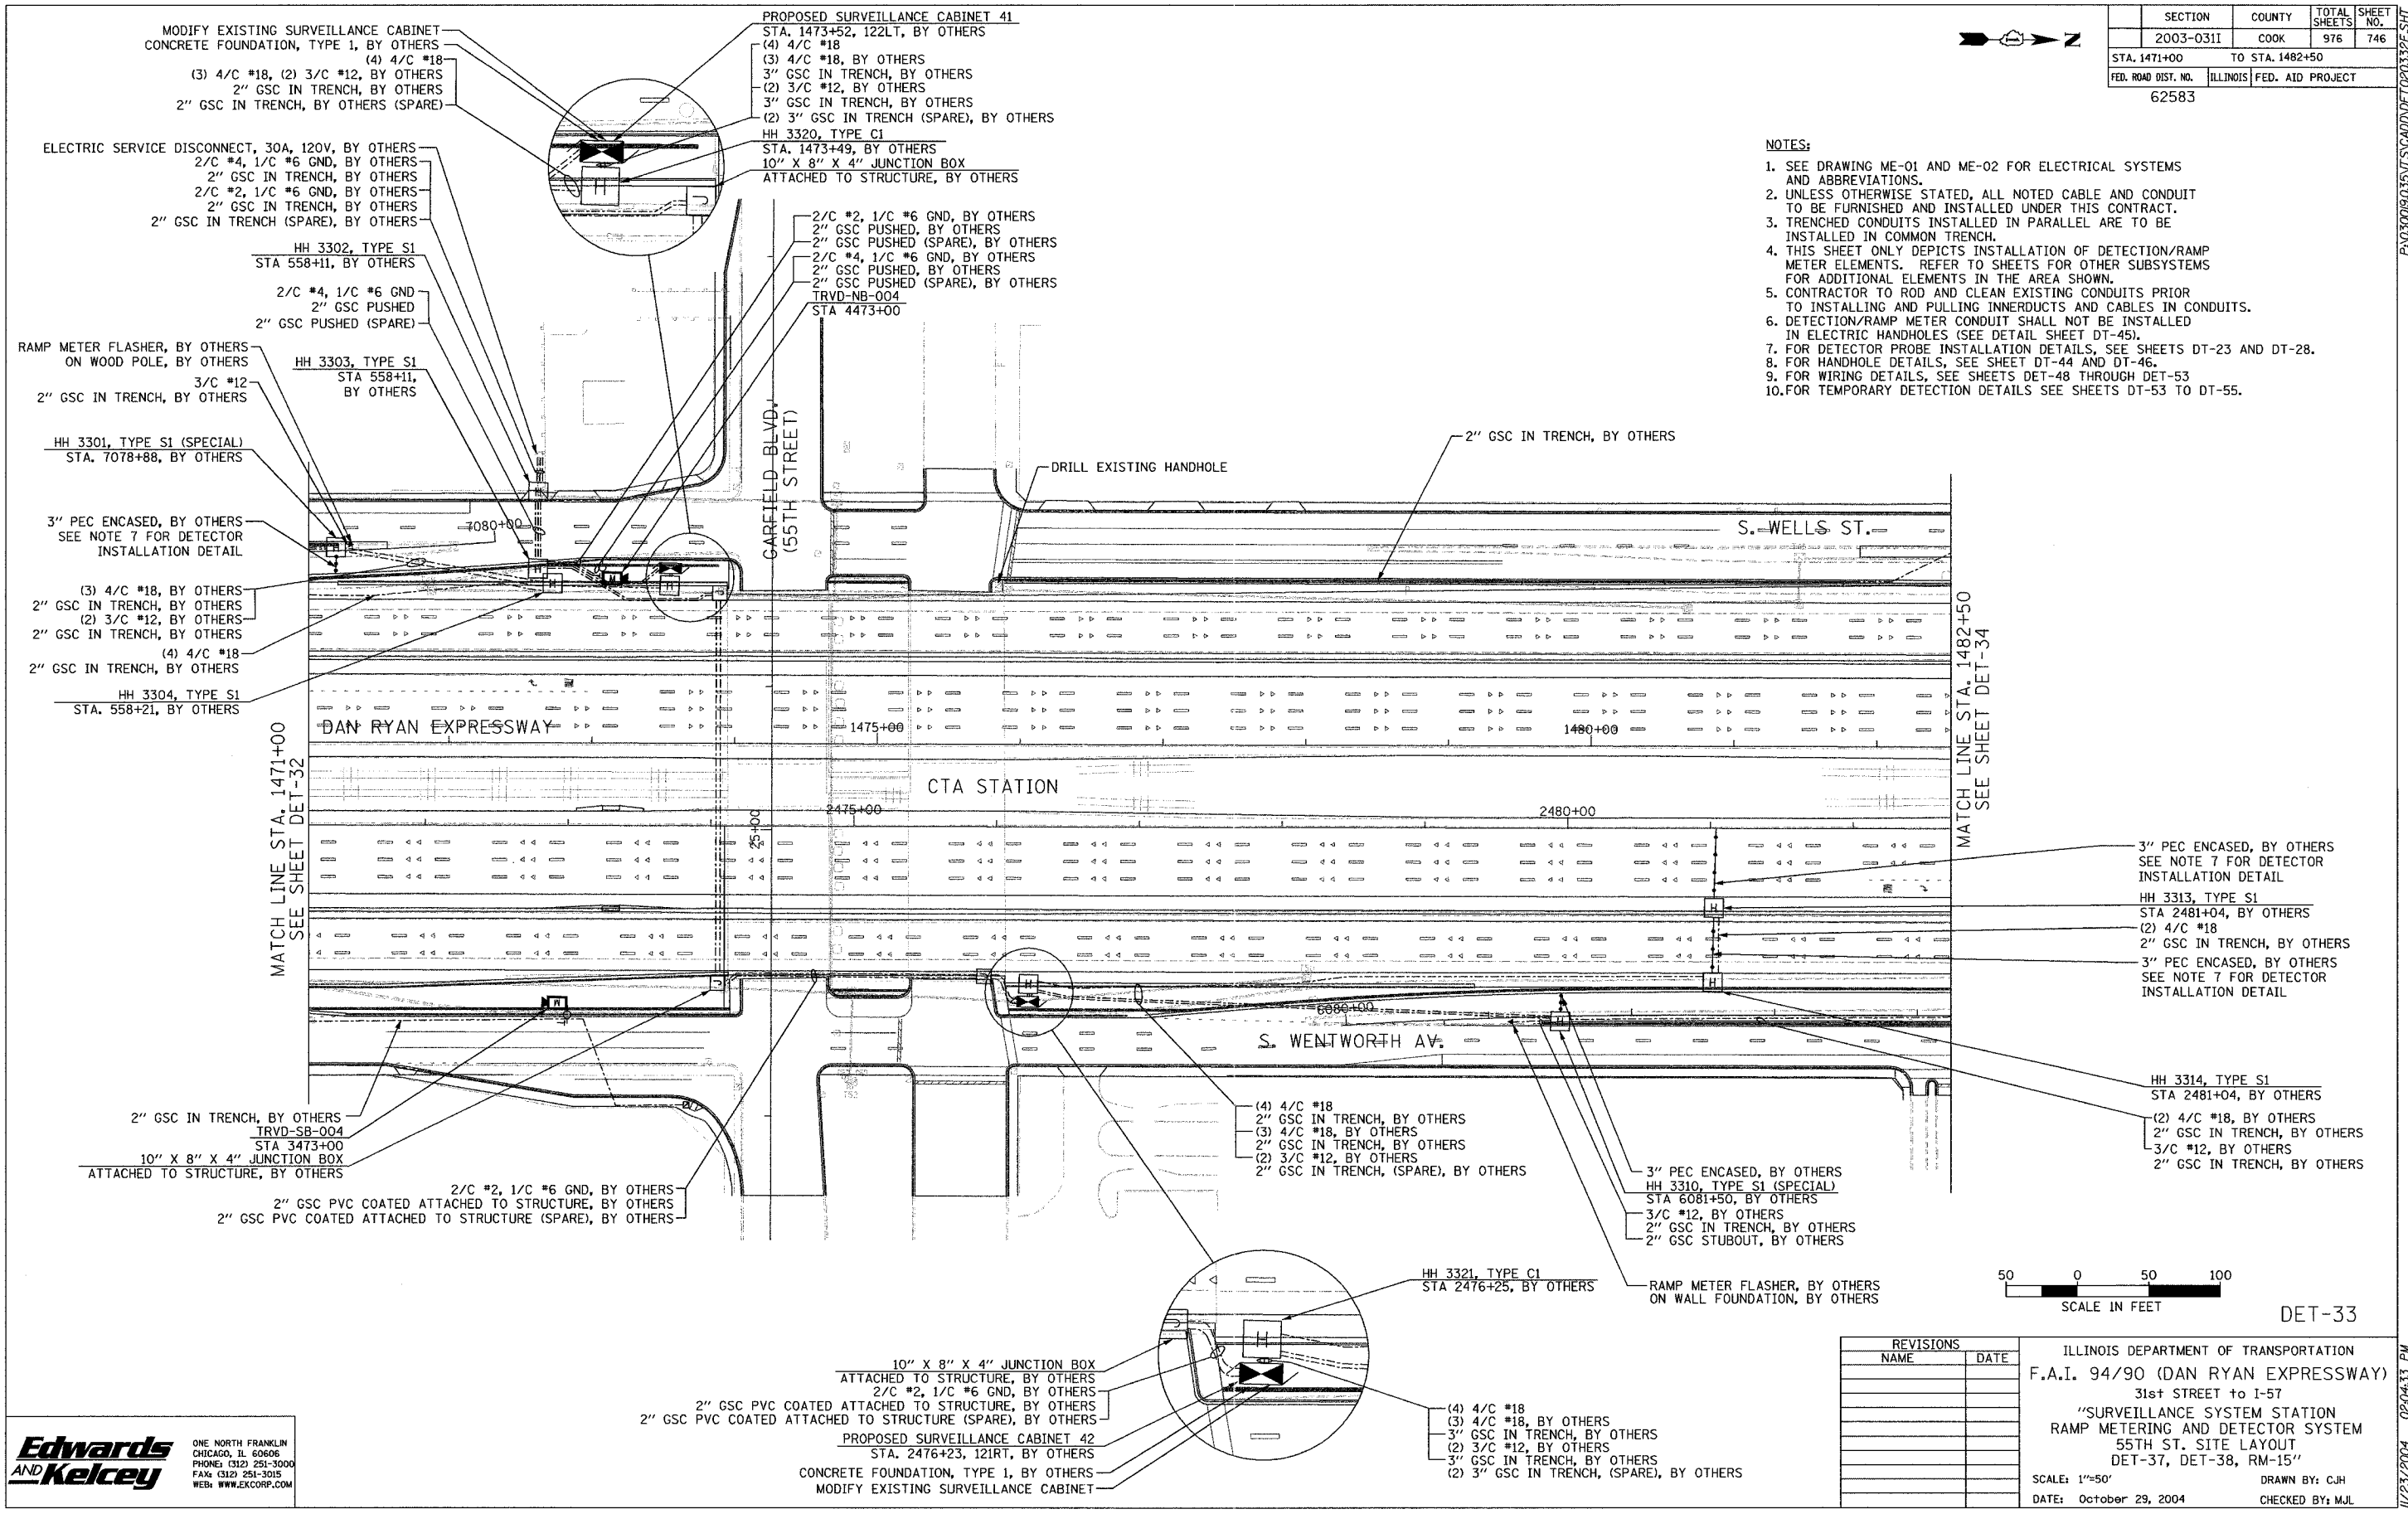 MODIFY EXISTING SURVEILLANCE CABINET
CONCRETE FOUNDATION, TYPE 1, BY OTHERS
(4) 4/C #18
(3) 4/C #18, (2) 3/C #12, BY OTHERS
2" GSC IN TRENCH, BY OTHERS
2" GSC IN TRENCH, BY OTHERS (SPARE)
PROPOSED SURVEILLANCE CABINET 41
STA. 1473+52, 122LT, BY OTHERS
(4) 4/C #18
(3) 4/C #18, BY OTHERS
3" GSC IN TRENCH, BY OTHERS
(2) 3/C #12, BY OTHERS
3" GSC IN TRENCH, BY OTHERS
(2) 3" GSC IN TRENCH (SPARE), BY OTHERS
HH 3320, TYPE C1
STA. 1473+49, BY OTHERS
10" X 8" X 4" JUNCTION BOX
ATTACHED TO STRUCTURE, BY OTHERS
N
SECTION COUNTY TOTAL SHEETS SHEET NO.
2003-031I COOK 976 746
STA. 1471+00 TO STA. 1482+50
FED. ROAD DIST. NO. ILLINOIS FED. AID PROJECT
62583
ELECTRIC SERVICE DISCONNECT, 30A, 120V, BY OTHERS
2/C #4, 1/C #6 GND, BY OTHERS
2" GSC IN TRENCH, BY OTHERS
2/C #2, 1/C #6 GND, BY OTHERS
2" GSC IN TRENCH, BY OTHERS
2" GSC IN TRENCH (SPARE), BY OTHERS
HH 3302, TYPE S1
STA 558+11, BY OTHERS
2/C #4, 1/C #6 GND
2" GSC PUSHED
2" GSC PUSHED (SPARE)
RAMP METER FLASHER, BY OTHERS
ON WOOD POLE, BY OTHERS
HH 3303, TYPE S1
STA 558+11,
BY OTHERS
3/C #12
2" GSC IN TRENCH, BY OTHERS
HH 3301, TYPE S1 (SPECIAL)
STA. 7078+88, BY OTHERS
3" PEC ENCASED, BY OTHERS
SEE NOTE 7 FOR DETECTOR
INSTALLATION DETAIL
(3) 4/C #18, BY OTHERS
2" GSC IN TRENCH, BY OTHERS
(2) 3/C #12, BY OTHERS
2" GSC IN TRENCH, BY OTHERS
(4) 4/C #18
2" GSC IN TRENCH, BY OTHERS
HH 3304, TYPE S1
STA. 558+21, BY OTHERS
2/C #2, 1/C #6 GND, BY OTHERS
2" GSC PUSHED, BY OTHERS
2" GSC PUSHED (SPARE), BY OTHERS
2/C #4, 1/C #6 GND, BY OTHERS
2" GSC PUSHED, BY OTHERS
2" GSC PUSHED (SPARE), BY OTHERS
TRVD-NB-004
STA 4473+00
NOTES:
1. SEE DRAWING ME-01 AND ME-02 FOR ELECTRICAL SYSTEMS
AND ABBREVIATIONS.
2. UNLESS OTHERWISE STATED, ALL NOTED CABLE AND CONDUIT
TO BE FURNISHED AND INSTALLED UNDER THIS CONTRACT.
3. TRENCHED CONDUITS INSTALLED IN PARALLEL ARE TO BE
INSTALLED IN COMMON TRENCH.
4. THIS SHEET ONLY DEPICTS INSTALLATION OF DETECTION/RAMP
METER ELEMENTS. REFER TO SHEETS FOR OTHER SUBSYSTEMS
FOR ADDITIONAL ELEMENTS IN THE AREA SHOWN.
5. CONTRACTOR TO ROD AND CLEAN EXISTING CONDUITS PRIOR
TO INSTALLING AND PULLING INNERDUCTS AND CABLES IN CONDUITS.
6. DETECTION/RAMP METER CONDUIT SHALL NOT BE INSTALLED
IN ELECTRIC HANDHOLES (SEE DETAIL SHEET DT-45).
7. FOR DETECTOR PROBE INSTALLATION DETAILS, SEE SHEETS DT-23 AND DT-28.
8. FOR HANDHOLE DETAILS, SEE SHEET DT-44 AND DT-46.
9. FOR WIRING DETAILS, SEE SHEETS DET-48 THROUGH DET-53
10.FOR TEMPORARY DETECTION DETAILS SEE SHEETS DT-53 TO DT-55.
GARFIELD BLVD.
(55TH STREET)
2" GSC IN TRENCH, BY OTHERS
DRILL EXISTING HANDHOLE
7080+00
S. WELLS ST.
DAN RYAN EXPRESSWAY
1475+00
1480+00
CTA STATION
2475+00
2480+00
25+00
6080+00
S. WENTWORTH AV.
MATCH LINE STA. 1471+00
SEE SHEET DET-32
MATCH LINE STA. 1482+50
SEE SHEET DET-34
3" PEC ENCASED, BY OTHERS
SEE NOTE 7 FOR DETECTOR
INSTALLATION DETAIL
HH 3313, TYPE S1
STA 2481+04, BY OTHERS
(2) 4/C #18
2" GSC IN TRENCH, BY OTHERS
3" PEC ENCASED, BY OTHERS
SEE NOTE 7 FOR DETECTOR
INSTALLATION DETAIL
HH 3314, TYPE S1
STA 2481+04, BY OTHERS
(2) 4/C #18, BY OTHERS
2" GSC IN TRENCH, BY OTHERS
3/C #12, BY OTHERS
2" GSC IN TRENCH, BY OTHERS
2" GSC IN TRENCH, BY OTHERS
TRVD-SB-004
STA 3473+00
10" X 8" X 4" JUNCTION BOX
ATTACHED TO STRUCTURE, BY OTHERS
2/C #2, 1/C #6 GND, BY OTHERS
2" GSC PVC COATED ATTACHED TO STRUCTURE, BY OTHERS
2" GSC PVC COATED ATTACHED TO STRUCTURE (SPARE), BY OTHERS
(4) 4/C #18
2" GSC IN TRENCH, BY OTHERS
(3) 4/C #18, BY OTHERS
2" GSC IN TRENCH, BY OTHERS
(2) 3/C #12, BY OTHERS
2" GSC IN TRENCH, (SPARE), BY OTHERS
3" PEC ENCASED, BY OTHERS
HH 3310, TYPE S1 (SPECIAL)
STA 6081+50, BY OTHERS
3/C #12, BY OTHERS
2" GSC IN TRENCH, BY OTHERS
2" GSC STUBOUT, BY OTHERS
HH 3321, TYPE C1
STA 2476+25, BY OTHERS
RAMP METER FLASHER, BY OTHERS
ON WALL FOUNDATION, BY OTHERS
10" X 8" X 4" JUNCTION BOX
ATTACHED TO STRUCTURE, BY OTHERS
2/C #2, 1/C #6 GND, BY OTHERS
2" GSC PVC COATED ATTACHED TO STRUCTURE, BY OTHERS
2" GSC PVC COATED ATTACHED TO STRUCTURE (SPARE), BY OTHERS
PROPOSED SURVEILLANCE CABINET 42
STA. 2476+23, 121RT, BY OTHERS
CONCRETE FOUNDATION, TYPE 1, BY OTHERS
MODIFY EXISTING SURVEILLANCE CABINET
(4) 4/C #18
(3) 4/C #18, BY OTHERS
3" GSC IN TRENCH, BY OTHERS
(2) 3/C #12, BY OTHERS
3" GSC IN TRENCH, BY OTHERS
(2) 3" GSC IN TRENCH, (SPARE), BY OTHERS
50 0 50 100
SCALE IN FEET
DET-33
REVISIONS
NAME DATE
ILLINOIS DEPARTMENT OF TRANSPORTATION
F.A.I. 94/90 (DAN RYAN EXPRESSWAY)
31st STREET to I-57
"SURVEILLANCE SYSTEM STATION
RAMP METERING AND DETECTOR SYSTEM
55TH ST. SITE LAYOUT
DET-37, DET-38, RM-15"
SCALE: 1"=50'
DRAWN BY: CJH
DATE: October 29, 2004
CHECKED BY: MJL
Edwards
AND Kelcey
ONE NORTH FRANKLIN
CHICAGO, IL 60606
PHONE: (312) 251-3000
FAX: (312) 251-3015
WEB: WWW.EKCORP.COM